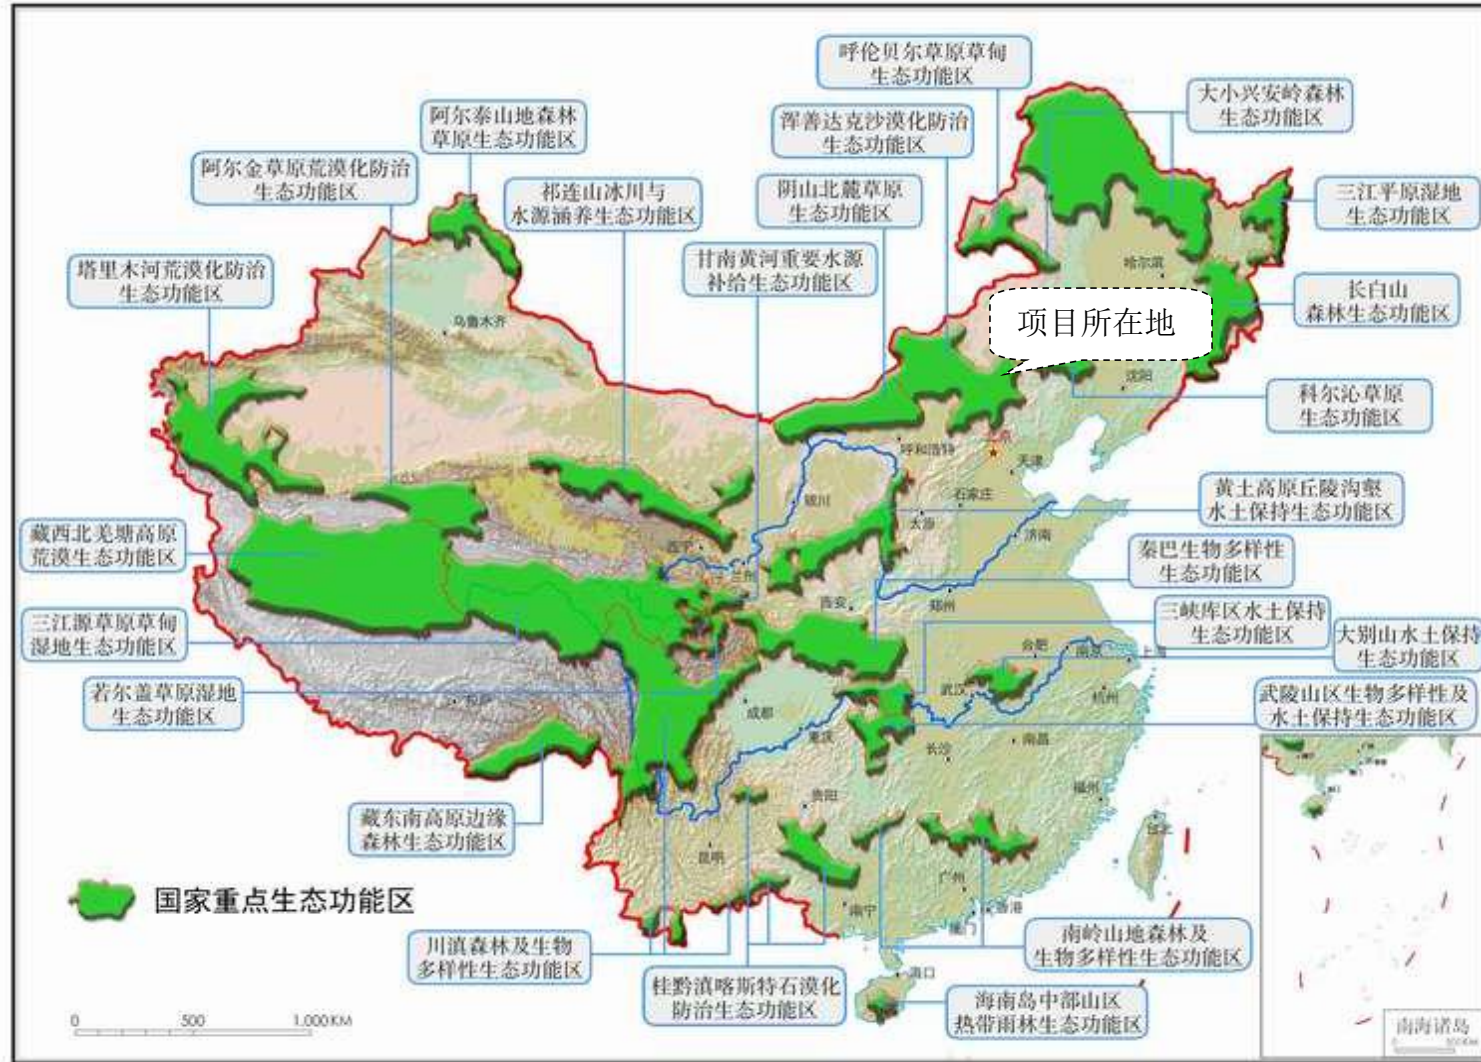 呼伦贝尔草原草甸
生态功能区
大小兴安岭森林
生态功能区
阿尔泰山地森林
草原生态功能区
浑善达克沙漠化防治
生态功能区
阿尔金草原荒漠化防治
生态功能区
祁连山冰川与
水源涵养生态功能区
阴山北麓草原
生态功能区
三江平原湿地
生态功能区
塔里木河荒漠化防治
生态功能区
甘南黄河重要水源
补给生态功能区
哈尔滨
长白山
森林生态功能区
乌鲁木齐
项目所在地
沈阳
科尔沁草原
生态功能区
呼和浩特
天津
银川
石家庄
太原
黄土高原丘陵沟壑
水土保持生态功能区
济南
藏西北羌塘高原
荒漠生态功能区
西宁
兰州
秦巴生物多样性
生态功能区
西安
郑州
三江源草原草甸
湿地生态功能区
三峡库区水土保持
生态功能区
大别山水土保持
生态功能区
合肥
南京
上海
若尔盖草原湿地
生态功能区
拉萨
成都
武汉
杭州
武陵山区生物多样性及
水土保持生态功能区
重庆
长沙
南昌
藏东南高原边缘
森林生态功能区
贵阳
福州
台北
昆明
国家重点生态功能区
广州
南宁
香港
澳门
川滇森林及生物
多样性生态功能区
桂黔滇喀斯特石漠化
防治生态功能区
南岭山地森林及
生物多样性生态功能区
海口
海南岛中部山区
热带雨林生态功能区
0 500 1,000 KM
南海诸岛